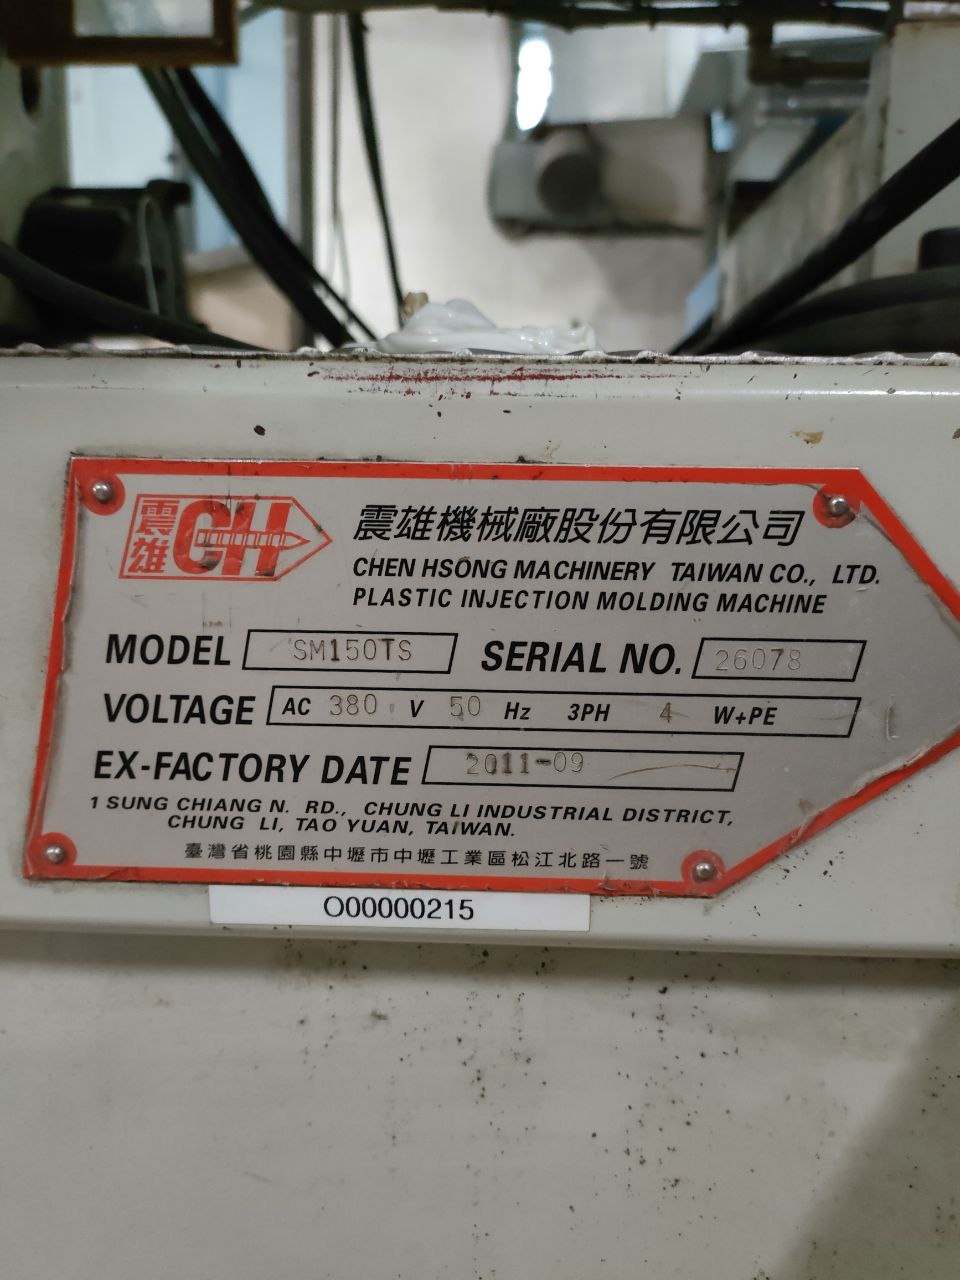 震雄 CH
震雄機械廠股份有限公司
CHEN HSONG MACHINERY TAIWAN CO., LTD.
PLASTIC INJECTION MOLDING MACHINE
MODEL SM150TS SERIAL NO. 26078
VOLTAGE AC 380 V 50 Hz 3PH 4 W+PE
EX-FACTORY DATE 2011-09
1 SUNG CHIANG N. RD., CHUNG LI INDUSTRIAL DISTRICT,
CHUNG LI, TAO YUAN, TAIWAN.
臺灣省桃園縣中壢市中壢工業區松江北路一號
O00000215